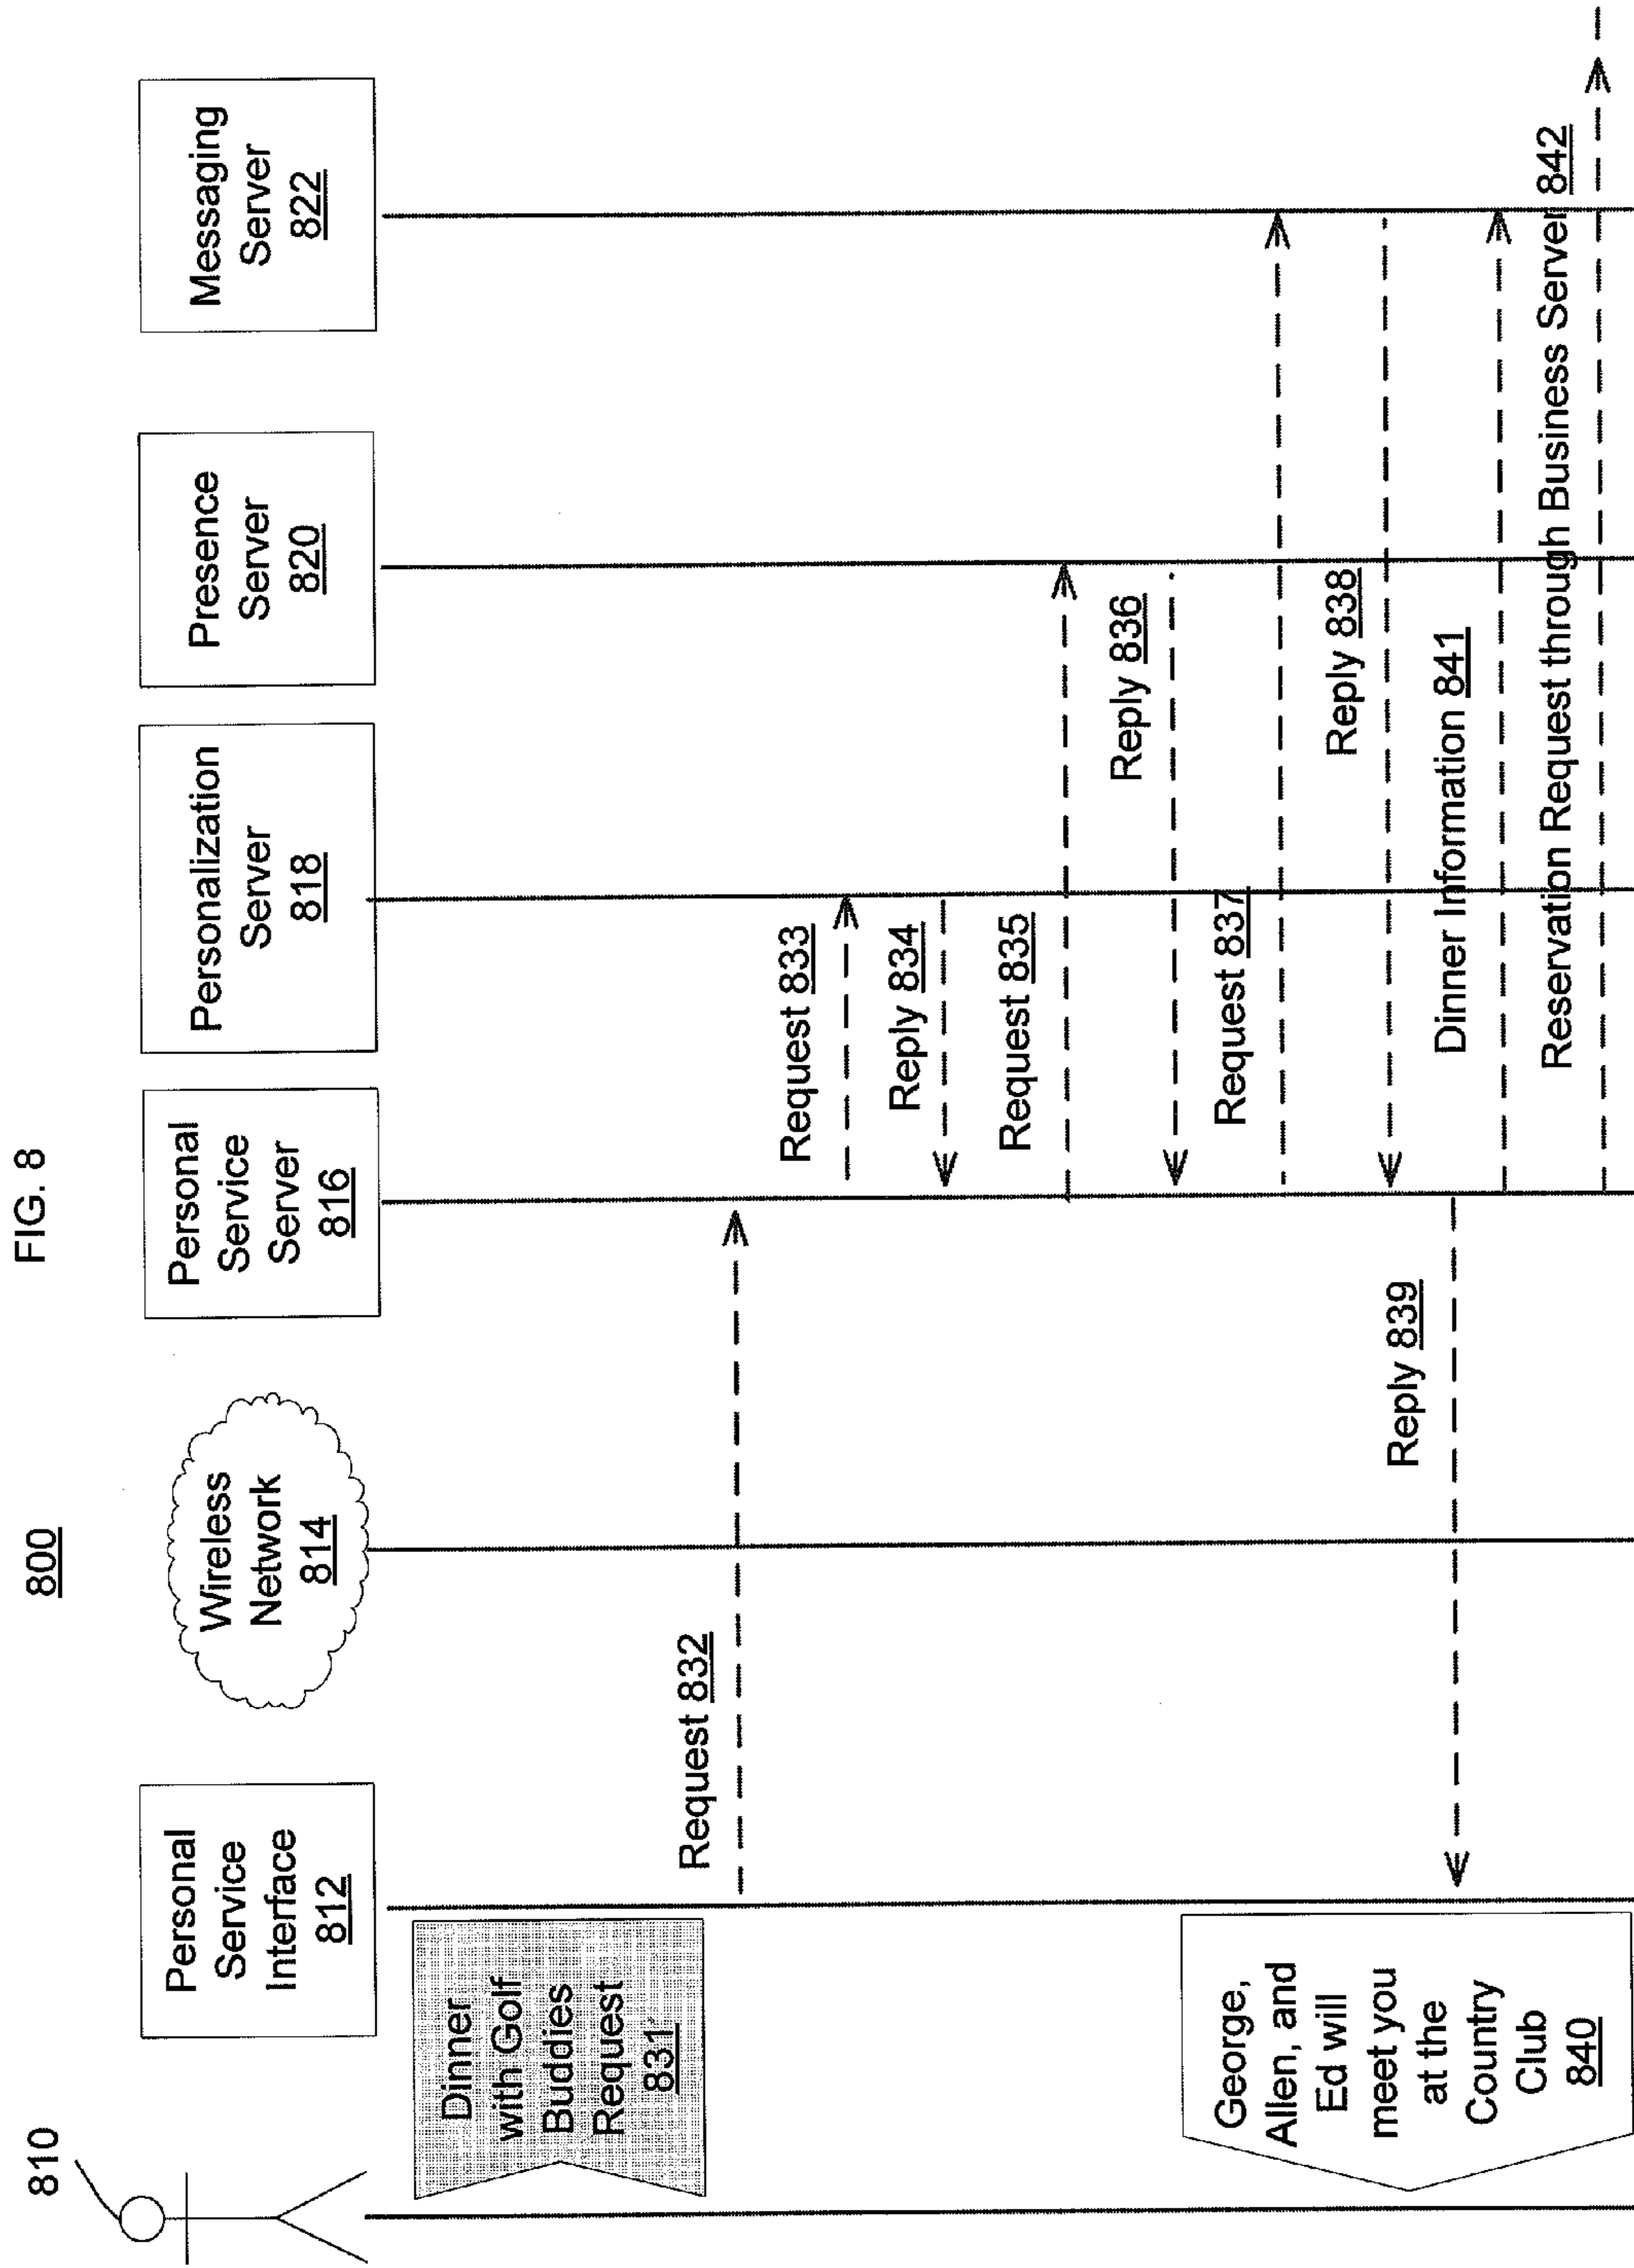 FIG. 8
800
810
Personal
Service
Interface
812
Wireless
Network
814
Personal
Service
Server
816
Personalization
Server
818
Presence
Server
820
Messaging
Server
822
Dinner
with Golf
Buddies
Request
831
Request 832
Request 833
Reply 834
Request 835
Reply 836
Request 837
Reply 838
Reply 839
George,
Allen, and
Ed will
meet you
at the
Country
Club
840
Dinner Information 841
Reservation Request through Business Server 842